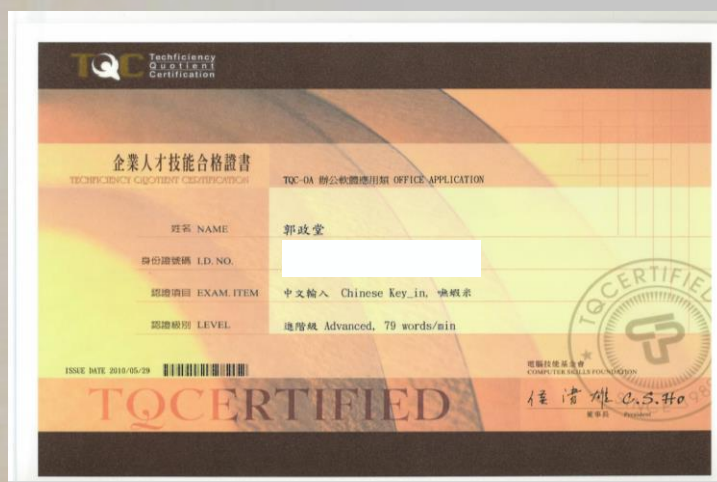 TQC Techficiency
Quotient
Certification
企業人才技能合格證書
TECHFICIENCY QUOTIENT CERTIFICATION
TQC-OA 辦公軟體應用類 OFFICE APPLICATION
姓名 NAME 郭政堂
身份證號碼 I.D. NO.
認證項目 EXAM. ITEM 中文輸入 Chinese Key_in, 嘸蝦米
認證級別 LEVEL 進階級 Advanced, 79 words/min
ISSUE DATE 2010/05/29
電腦技能基金會
COMPUTER SKILLS FOUNDATION
侯清雄 C.S.Ho
董事長 President
TQCERTIFIED
TQCERTIFIED